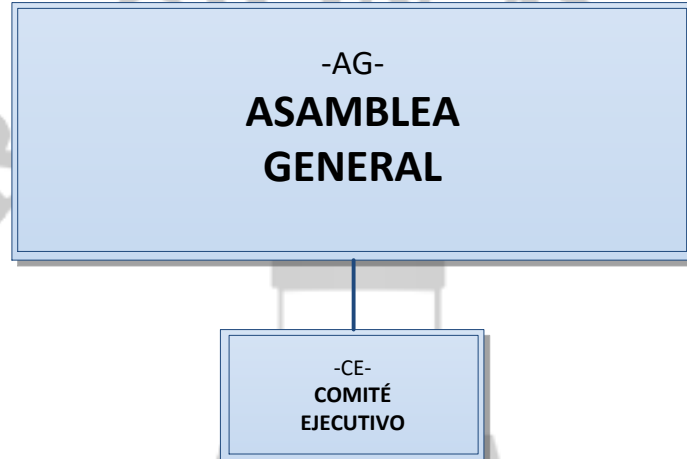 -AG-
ASAMBLEA
GENERAL
-CE-
COMITÉ
EJECUTIVO